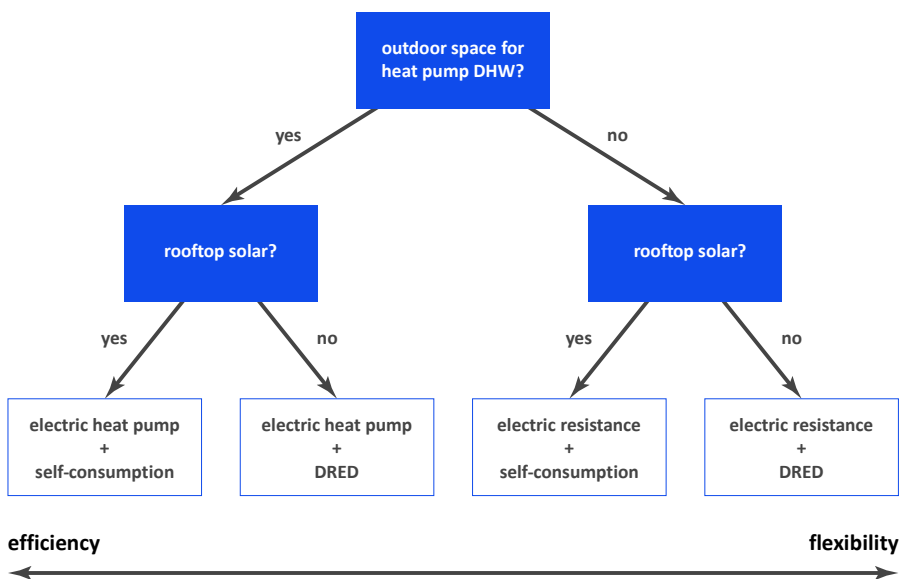 outdoor space for
heat pump DHW?
yes
no
rooftop solar?
rooftop solar?
yes
no
yes
no
electric heat pump
+
self-consumption
electric heat pump
+
DRED
electric resistance
+
self-consumption
electric resistance
+
DRED
efficiency
flexibility